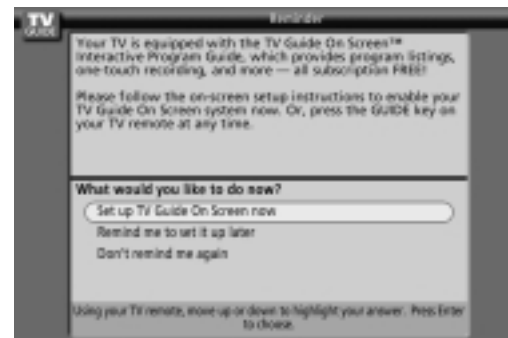 Reminder
TV
GUIDE
Your TV is equipped with the TV Guide On Screen™
Interactive Program Guide, which provides program listings,
one-touch recording, and more — all subscription FREE!
Please follow the on-screen setup instructions to enable your
TV Guide On Screen system now. Or, press the GUIDE key on
your TV remote at any time.
What would you like to do now?
Set up TV Guide On Screen now
Remind me to set it up later
Don't remind me again
Using your TV remote, move up or down to highlight your answer. Press Enter
to choose.